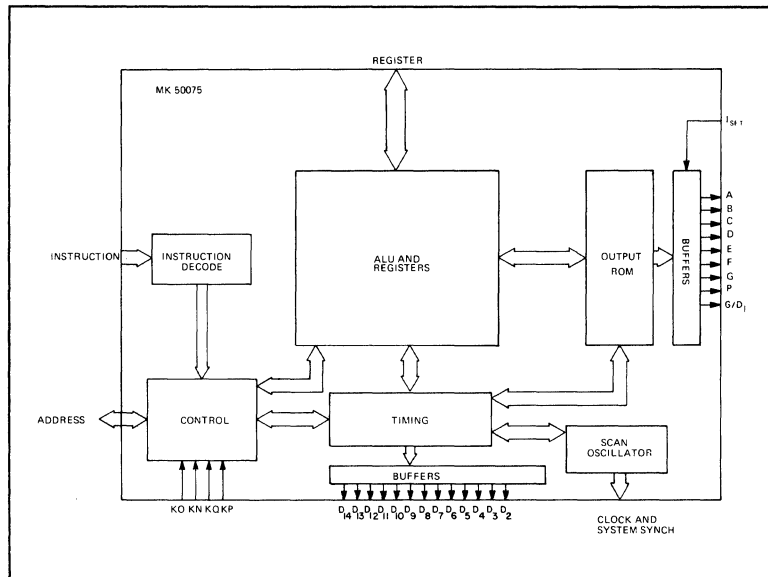 REGISTER
MK 50075
I SET
A
B
C
D
E
F
G
P
G/D1
BUFFERS
OUTPUT
ROM
ALU AND
REGISTERS
INSTRUCTION
INSTRUCTION
DECODE
ADDRESS
CONTROL
TIMING
SCAN
OSCILLATOR
BUFFERS
KO KN KQ KP
D14 D13 D12 D11 D10 D9 D8 D7 D6 D5 D4 D3 D2
CLOCK AND
SYSTEM SYNCH